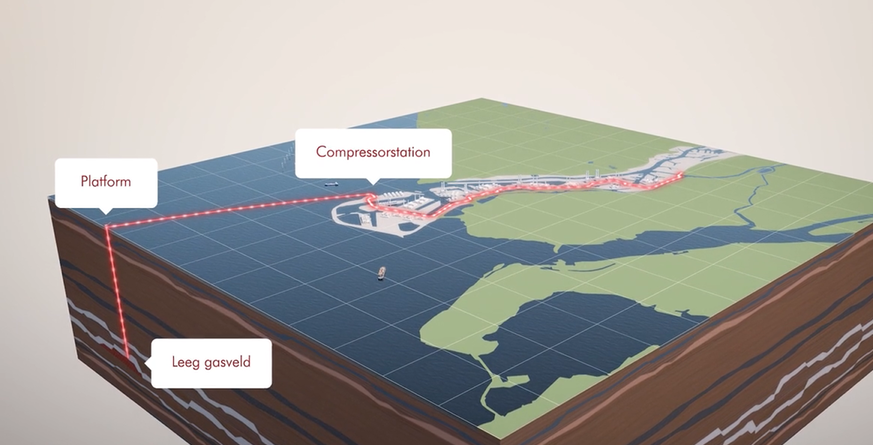 Compressorstation
Platform
Leeg gasveld